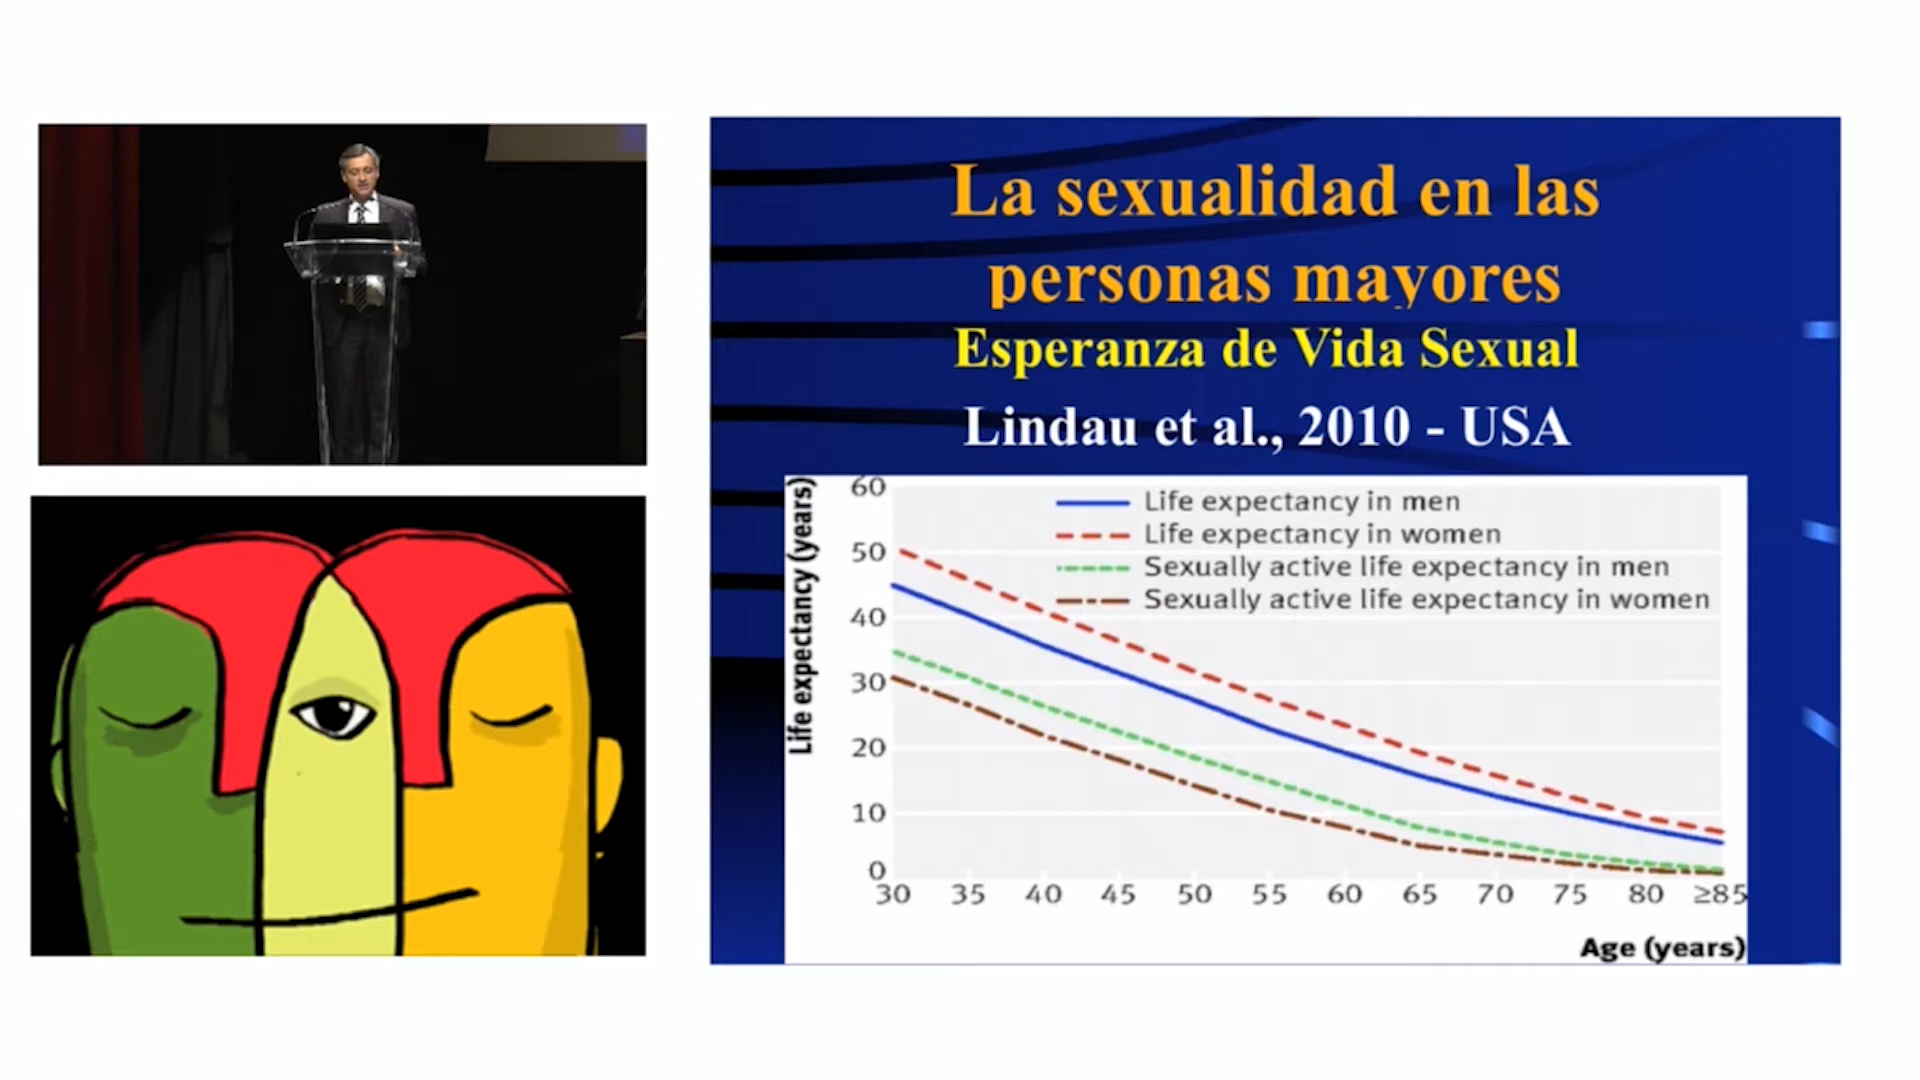 La sexualidad en las
personas mayores
Esperanza de Vida Sexual
Lindau et al., 2010 - USA
Life expectancy (years)
60
50
40
30
20
10
0
Life expectancy in men
Life expectancy in women
Sexually active life expectancy in men
Sexually active life expectancy in women
30 35 40 45 50 55 60 65 70 75 80 ≥85
Age (years)